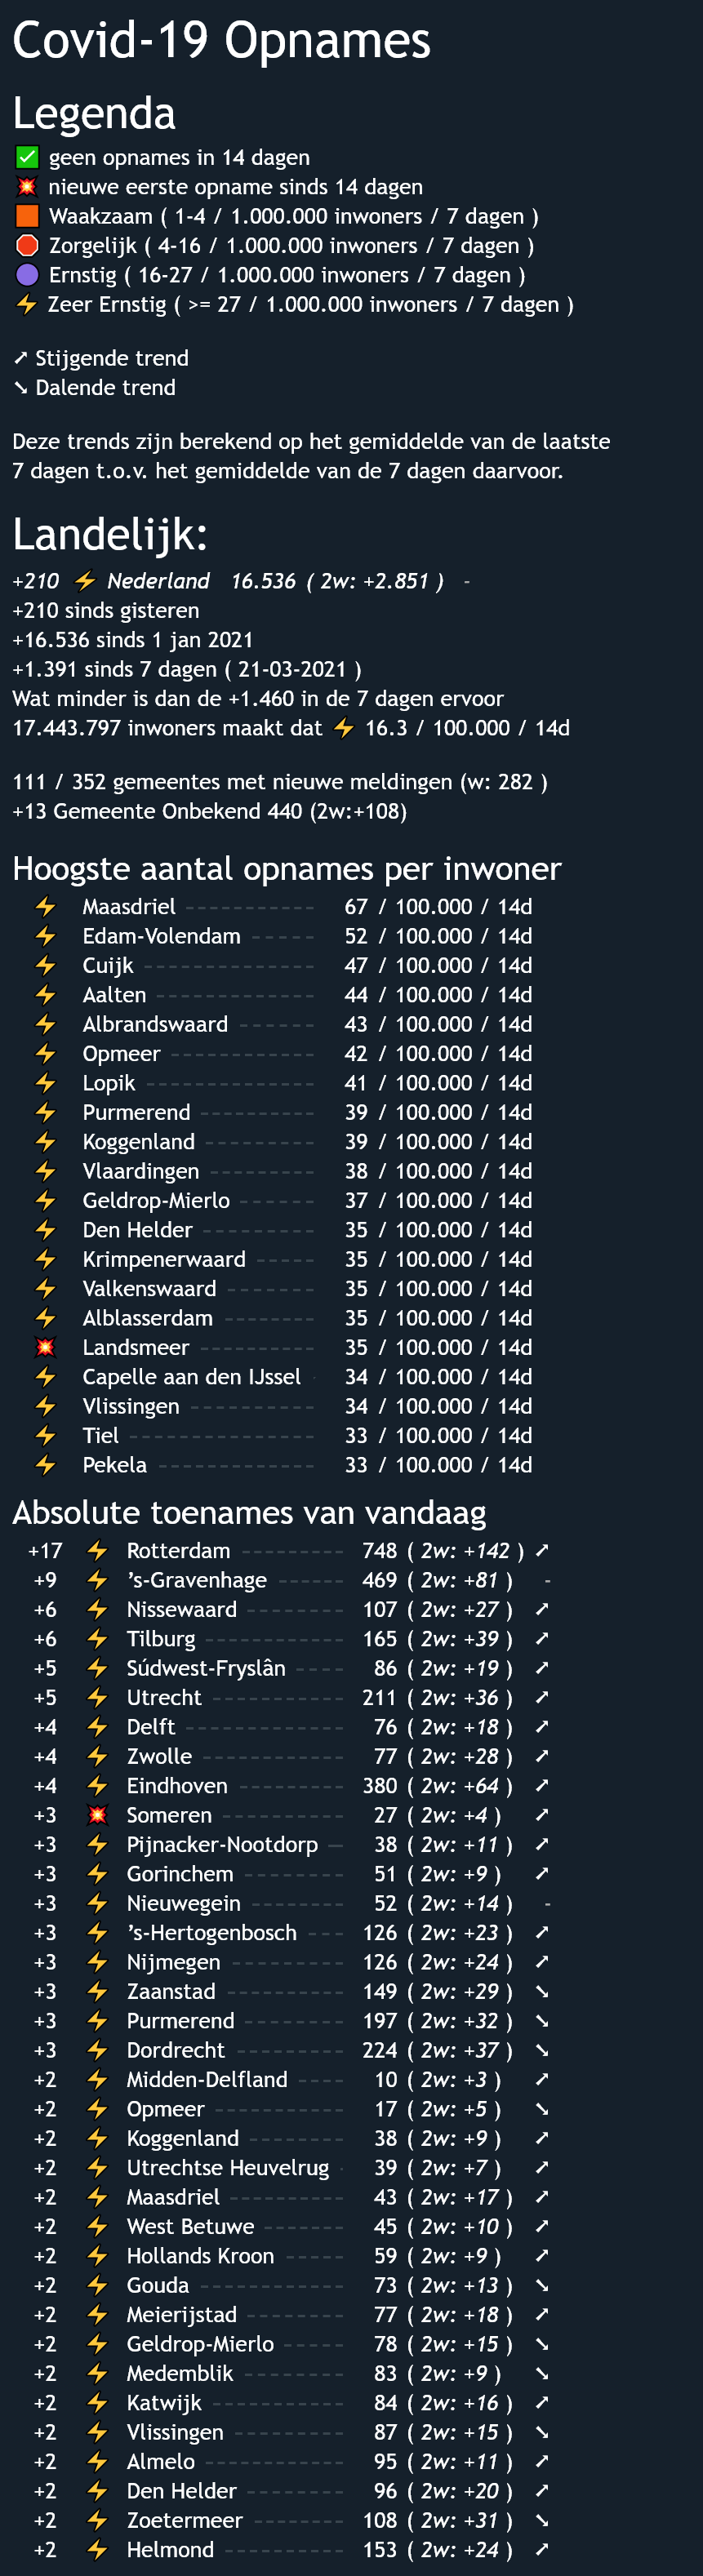 Covid-19 Opnames
Legenda
✅ geen opnames in 14 dagen
💥 nieuwe eerste opname sinds 14 dagen
🟧 Waakzaam ( 1-4 / 1.000.000 inwoners / 7 dagen )
🛑 Zorgelijk ( 4-16 / 1.000.000 inwoners / 7 dagen )
🟣 Ernstig ( 16-27 / 1.000.000 inwoners / 7 dagen )
⚡ Zeer Ernstig ( >= 27 / 1.000.000 inwoners / 7 dagen )
➚ Stijgende trend
➘ Dalende trend
Deze trends zijn berekend op het gemiddelde van de laatste
7 dagen t.o.v. het gemiddelde van de 7 dagen daarvoor.
Landelijk:
+210 ⚡ Nederland 16.536 ( 2w: +2.851 ) -
+210 sinds gisteren
+16.536 sinds 1 jan 2021
+1.391 sinds 7 dagen ( 21-03-2021 )
Wat minder is dan de +1.460 in de 7 dagen ervoor
17.443.797 inwoners maakt dat ⚡ 16.3 / 100.000 / 14d
111 / 352 gemeentes met nieuwe meldingen (w: 282 )
+13 Gemeente Onbekend 440 (2w:+108)
Hoogste aantal opnames per inwoner
⚡ Maasdriel 67 / 100.000 / 14d
⚡ Edam-Volendam 52 / 100.000 / 14d
⚡ Cuijk 47 / 100.000 / 14d
⚡ Aalten 44 / 100.000 / 14d
⚡ Albrandswaard 43 / 100.000 / 14d
⚡ Opmeer 42 / 100.000 / 14d
⚡ Lopik 41 / 100.000 / 14d
⚡ Purmerend 39 / 100.000 / 14d
⚡ Koggenland 39 / 100.000 / 14d
⚡ Vlaardingen 38 / 100.000 / 14d
⚡ Geldrop-Mierlo 37 / 100.000 / 14d
⚡ Den Helder 35 / 100.000 / 14d
⚡ Krimpenerwaard 35 / 100.000 / 14d
⚡ Valkenswaard 35 / 100.000 / 14d
⚡ Alblasserdam 35 / 100.000 / 14d
💥 Landsmeer 35 / 100.000 / 14d
⚡ Capelle aan den IJssel 34 / 100.000 / 14d
⚡ Vlissingen 34 / 100.000 / 14d
⚡ Tiel 33 / 100.000 / 14d
⚡ Pekela 33 / 100.000 / 14d
Absolute toenames van vandaag
+17 ⚡ Rotterdam 748 ( 2w: +142 ) ➚
+9 ⚡ 's-Gravenhage 469 ( 2w: +81 ) -
+6 ⚡ Nissewaard 107 ( 2w: +27 ) ➚
+6 ⚡ Tilburg 165 ( 2w: +39 ) ➚
+5 ⚡ Súdwest-Fryslân 86 ( 2w: +19 ) ➚
+5 ⚡ Utrecht 211 ( 2w: +36 ) ➚
+4 ⚡ Delft 76 ( 2w: +18 ) ➚
+4 ⚡ Zwolle 77 ( 2w: +28 ) ➚
+4 ⚡ Eindhoven 380 ( 2w: +64 ) ➚
+3 💥 Someren 27 ( 2w: +4 ) ➚
+3 ⚡ Pijnacker-Nootdorp 38 ( 2w: +11 ) ➚
+3 ⚡ Gorinchem 51 ( 2w: +9 ) ➚
+3 ⚡ Nieuwegein 52 ( 2w: +14 ) -
+3 ⚡ 's-Hertogenbosch 126 ( 2w: +23 ) ➚
+3 ⚡ Nijmegen 126 ( 2w: +24 ) ➚
+3 ⚡ Zaanstad 149 ( 2w: +29 ) ➘
+3 ⚡ Purmerend 197 ( 2w: +32 ) ➘
+3 ⚡ Dordrecht 224 ( 2w: +37 ) ➘
+2 ⚡ Midden-Delfland 10 ( 2w: +3 ) ➚
+2 ⚡ Opmeer 17 ( 2w: +5 ) ➘
+2 ⚡ Koggenland 38 ( 2w: +9 ) ➚
+2 ⚡ Utrechtse Heuvelrug 39 ( 2w: +7 ) ➚
+2 ⚡ Maasdriel 43 ( 2w: +17 ) ➚
+2 ⚡ West Betuwe 45 ( 2w: +10 ) ➚
+2 ⚡ Hollands Kroon 59 ( 2w: +9 ) ➚
+2 ⚡ Gouda 73 ( 2w: +13 ) ➘
+2 ⚡ Meierijstad 77 ( 2w: +18 ) ➚
+2 ⚡ Geldrop-Mierlo 78 ( 2w: +15 ) ➘
+2 ⚡ Medemblik 83 ( 2w: +9 ) ➘
+2 ⚡ Katwijk 84 ( 2w: +16 ) ➚
+2 ⚡ Vlissingen 87 ( 2w: +15 ) ➘
+2 ⚡ Almelo 95 ( 2w: +11 ) ➚
+2 ⚡ Den Helder 96 ( 2w: +20 ) ➚
+2 ⚡ Zoetermeer 108 ( 2w: +31 ) ➘
+2 ⚡ Helmond 153 ( 2w: +24 ) ➚